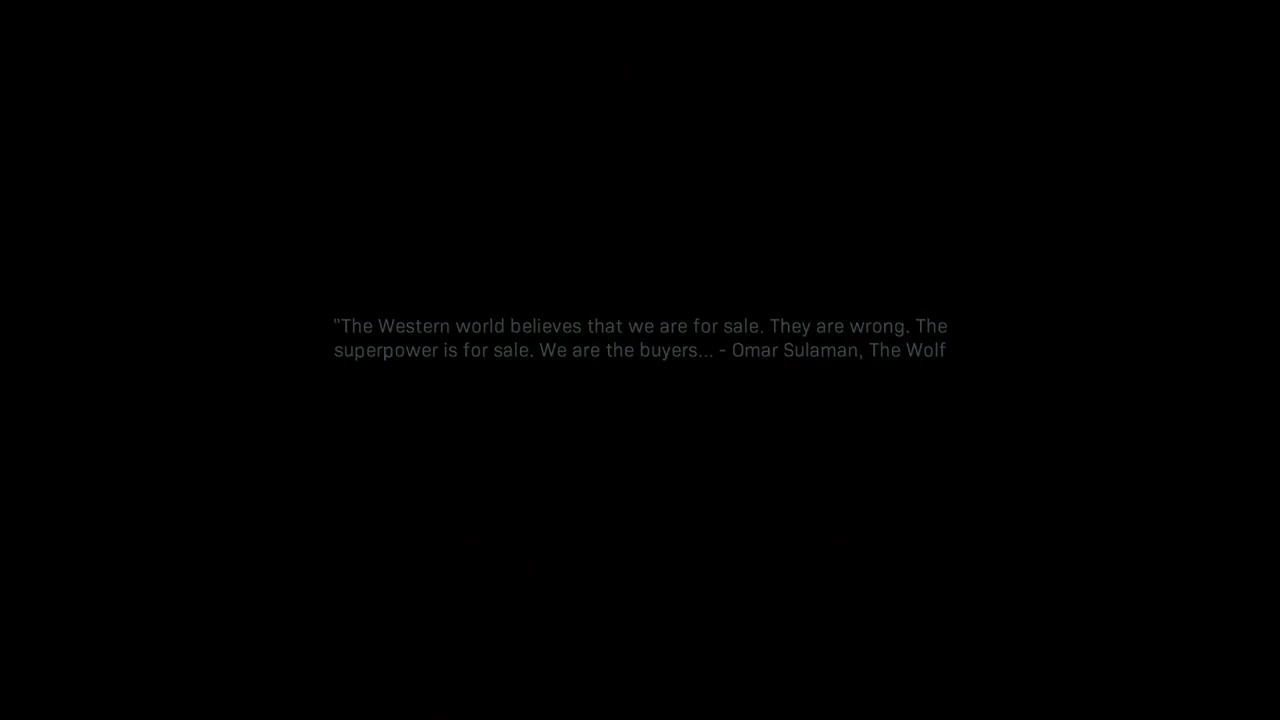 "The Western world believes that we are for sale. They are wrong. The
superpower is for sale. We are the buyers... - Omar Sulaman, The Wolf